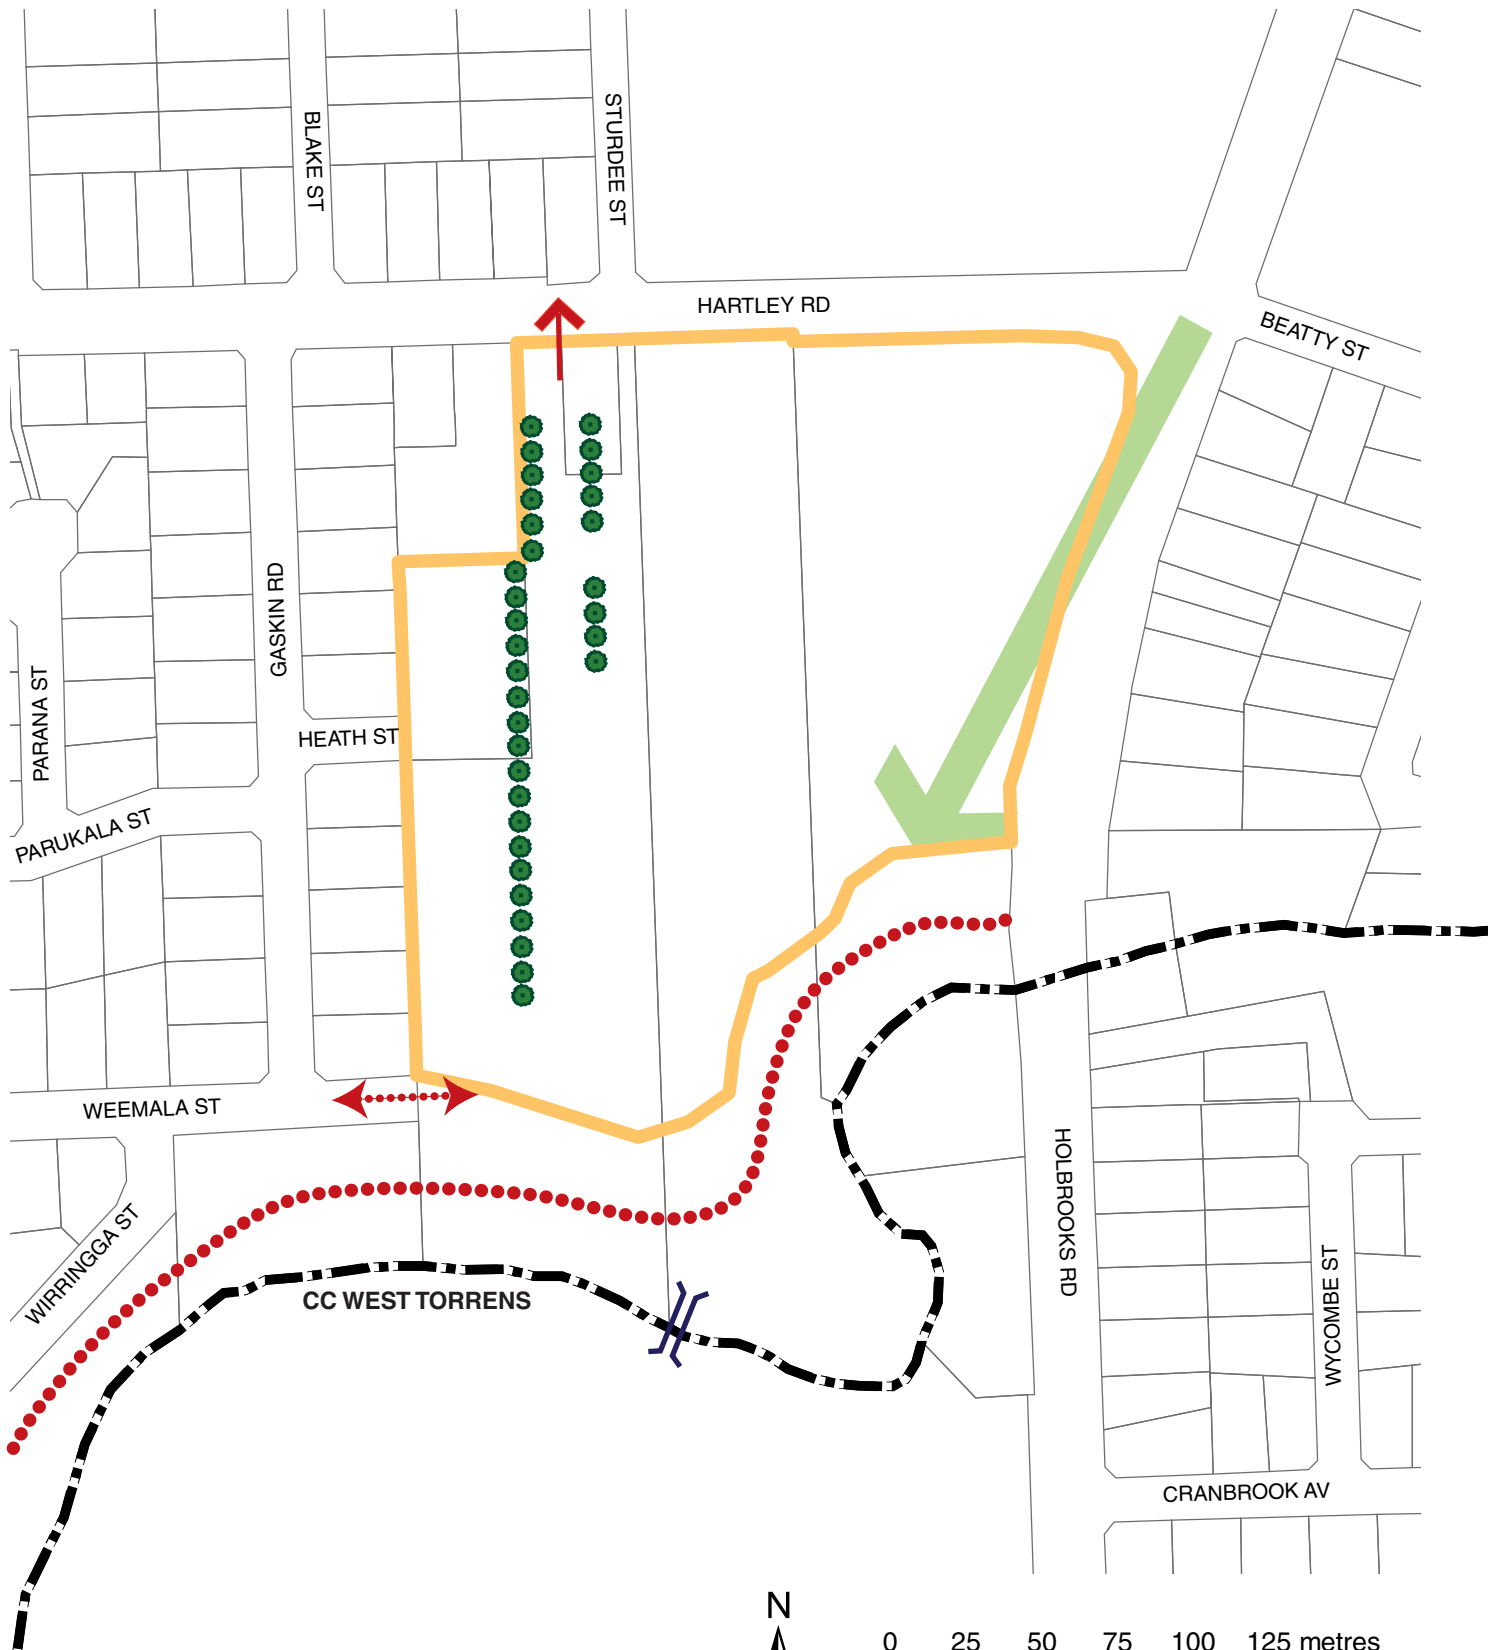 BLAKE ST
STURDEE ST
HARTLEY RD
BEATTY ST
GASKIN RD
PARANA ST
HEATH ST
PARUKALA ST
WEEMALA ST
WIRRINGGA ST
CC WEST TORRENS
HOLBROOKS RD
WYCOMBE ST
CRANBROOK AV
N
0 25 50 75 100 125 metres